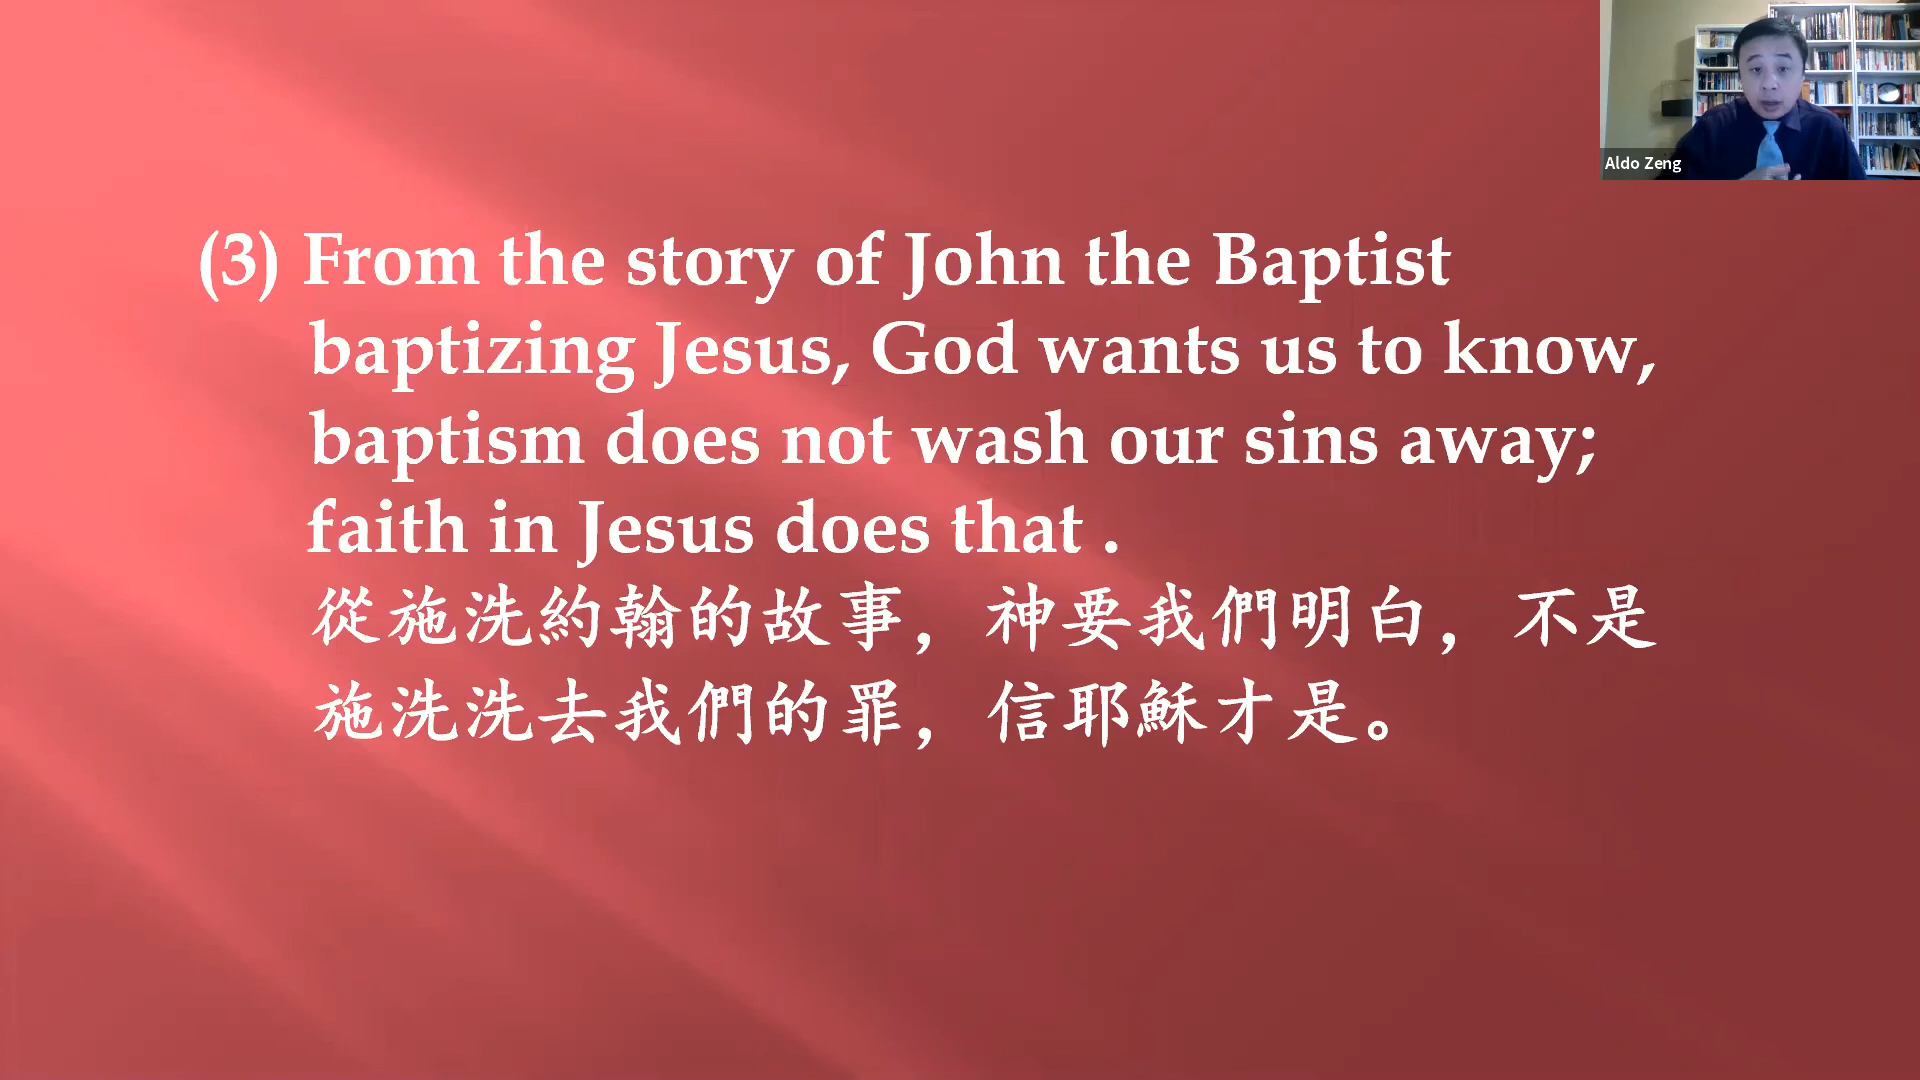 Aldo Zeng
(3) From the story of John the Baptist
baptizing Jesus, God wants us to know,
baptism does not wash our sins away;
faith in Jesus does that .
從施洗約翰的故事，神要我們明白，不是
施洗洗去我們的罪，信耶穌才是。